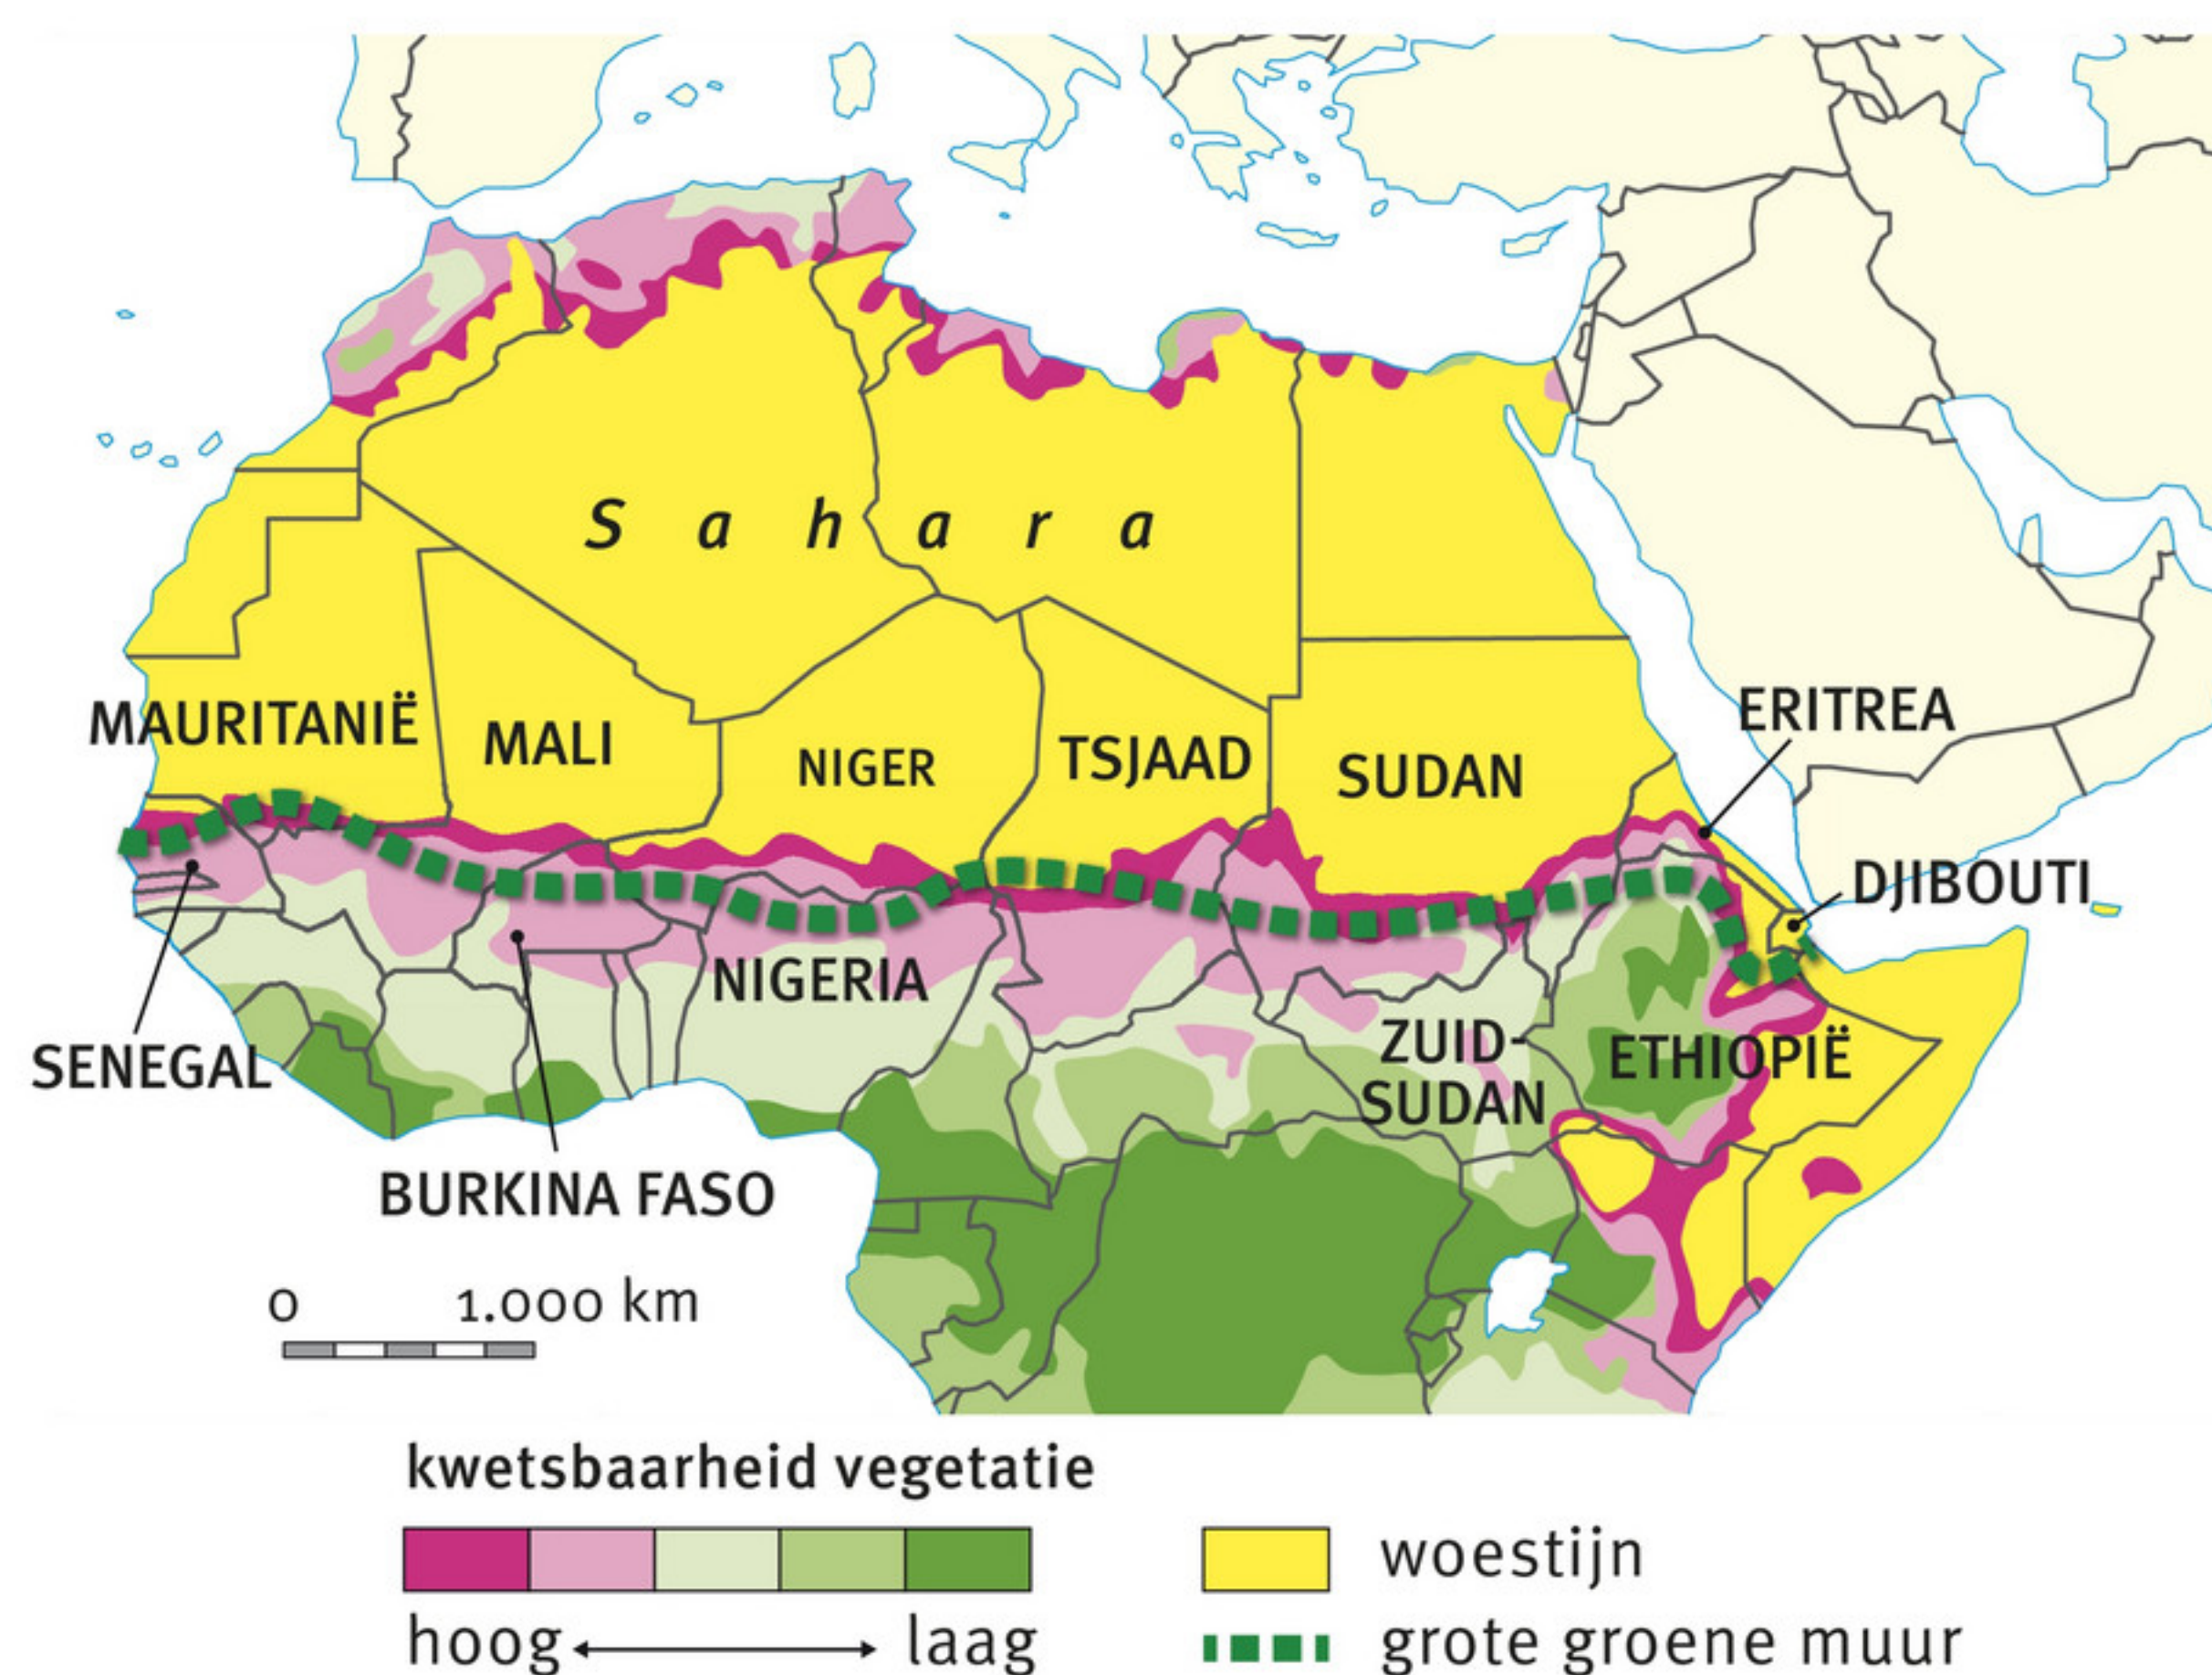 Sahara
MAURITANIË
MALI
NIGER
TSJAAD
SUDAN
ERITREA
DJIBOUTI
NIGERIA
SENEGAL
ZUID-
SUDAN
ETHIOPIË
BURKINA FASO
0 1.000 km
kwetsbaarheid vegetatie
woestijn
hoog laag
grote groene muur